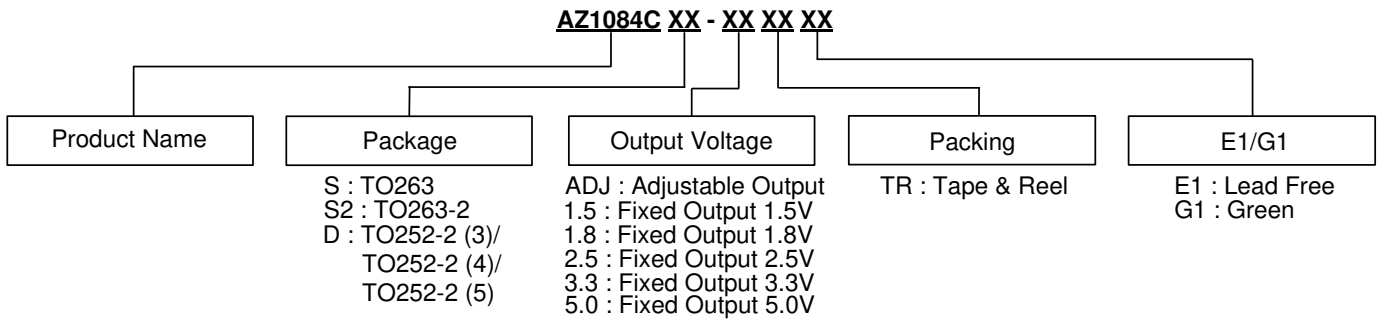 AZ1084C XX - XX XX XX
Product Name
Package
Output Voltage
Packing
E1/G1
S : TO263
S2 : TO263-2
D : TO252-2 (3)/
TO252-2 (4)/
TO252-2 (5)
ADJ : Adjustable Output
1.5 : Fixed Output 1.5V
1.8 : Fixed Output 1.8V
2.5 : Fixed Output 2.5V
3.3 : Fixed Output 3.3V
5.0 : Fixed Output 5.0V
TR : Tape & Reel
E1 : Lead Free
G1 : Green